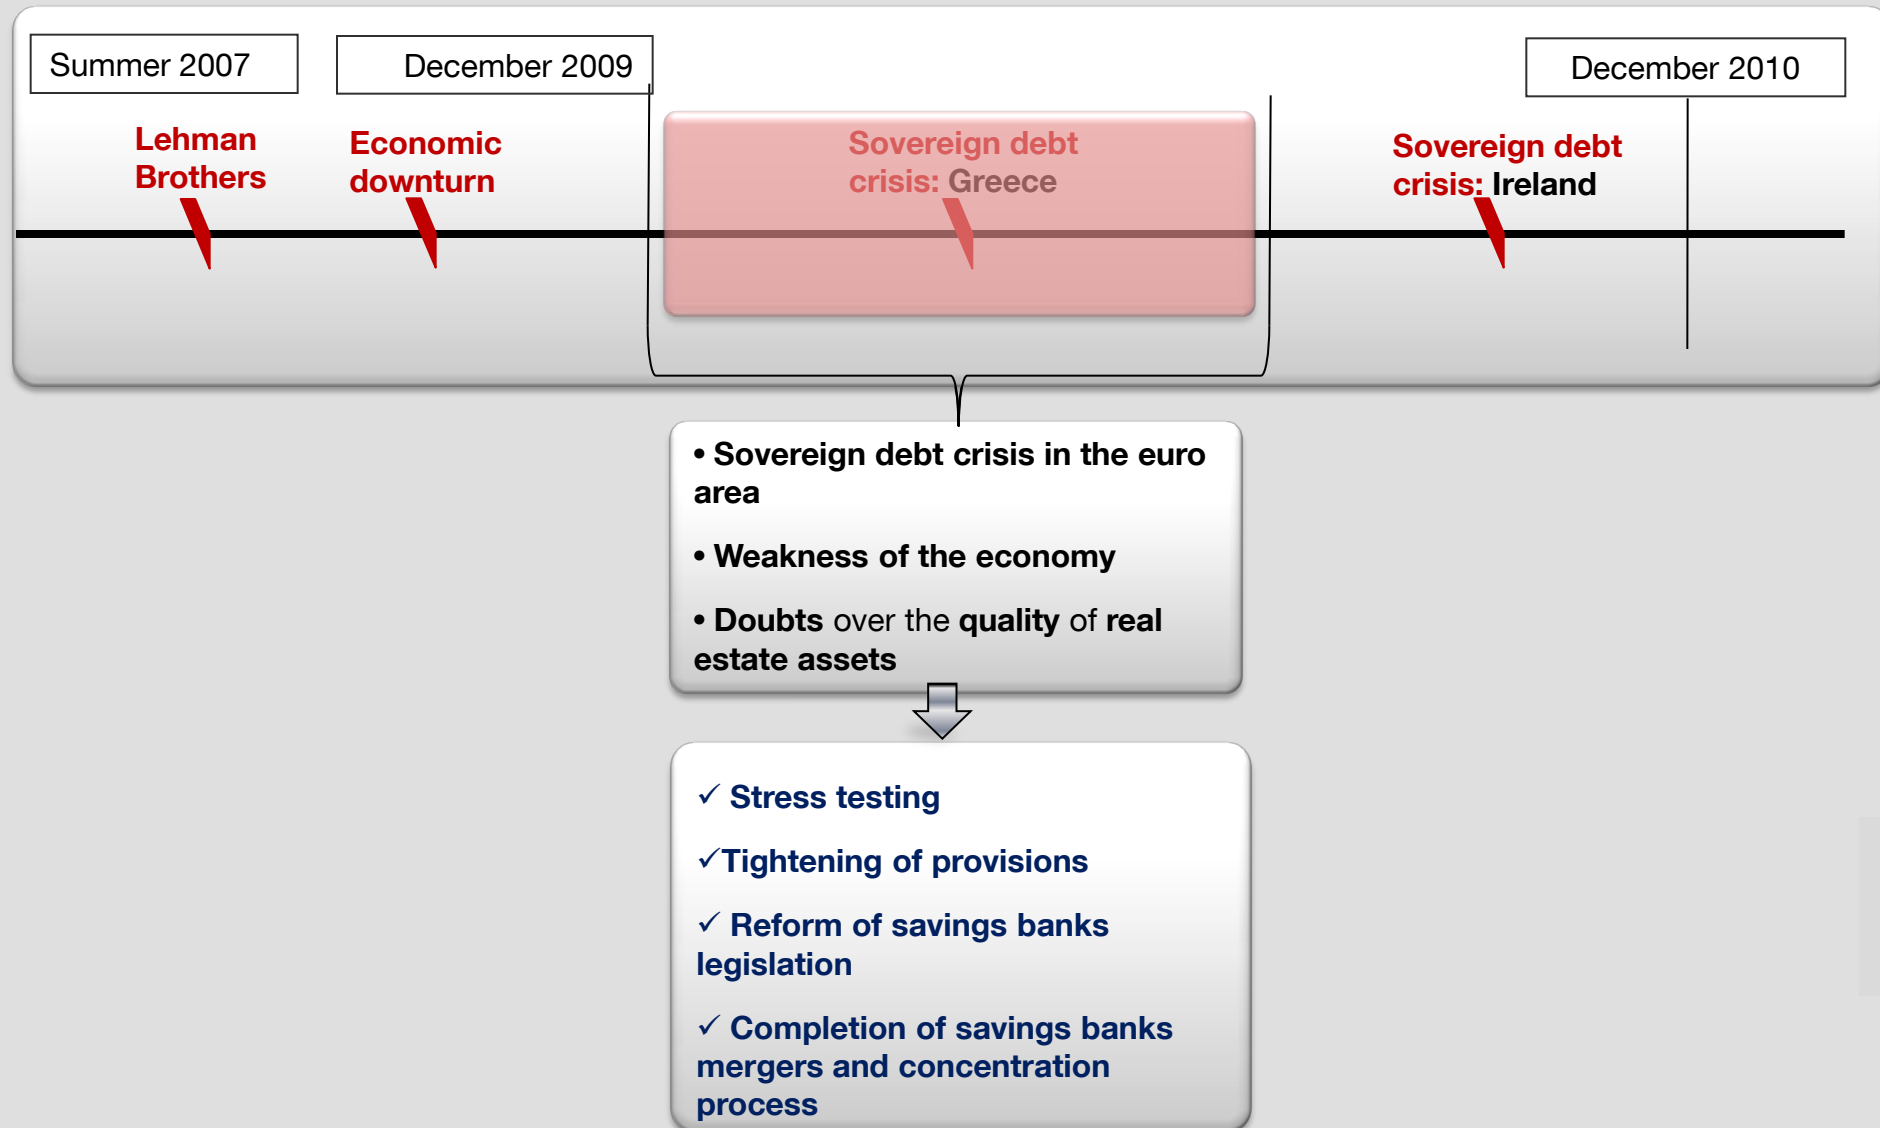 Summer 2007
December 2009
December 2010
Lehman
Brothers
Economic
downturn
Sovereign debt
crisis: Greece
Sovereign debt
crisis: Ireland
• Sovereign debt crisis in the euro
area
• Weakness of the economy
• Doubts over the quality of real
estate assets
✓ Stress testing
✓Tightening of provisions
✓ Reform of savings banks
legislation
✓ Completion of savings banks
mergers and concentration
process